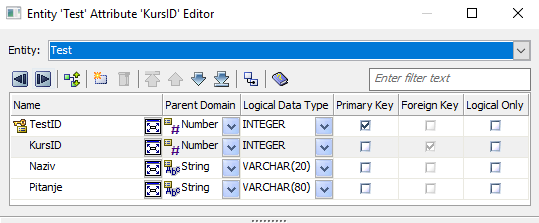 Entity 'Test' Attribute 'KursID' Editor
Entity: Test
Enter filter text
Name Parent Domain Logical Data Type Primary Key Foreign Key Logical Only
TestID Number INTEGER
KursID Number INTEGER
Naziv String VARCHAR(20)
Pitanje String VARCHAR(80)